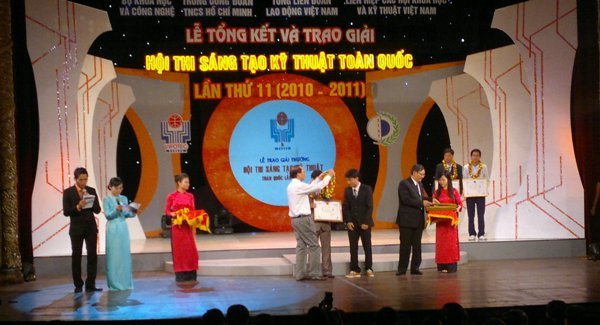 BỘ KHOA HỌC TRUNG ƯƠNG ĐOÀN TỔNG LIÊN ĐOÀN LIÊN HIỆP CÁC HỘI KHOA HỌC
VÀ CÔNG NGHỆ TNCS HỒ CHÍ MINH LAO ĐỘNG VIỆT NAM VÀ KỸ THUẬT VIỆT NAM
LỄ TỔNG KẾT VÀ TRAO GIẢI
HỘI THI SÁNG TẠO KỸ THUẬT TOÀN QUỐC
LẦN THỨ 11 (2010 - 2011)
LỄ TRAO GIẢI THƯỞNG
HỘI THI SÁNG TẠO KỸ THUẬT
TOÀN QUỐC